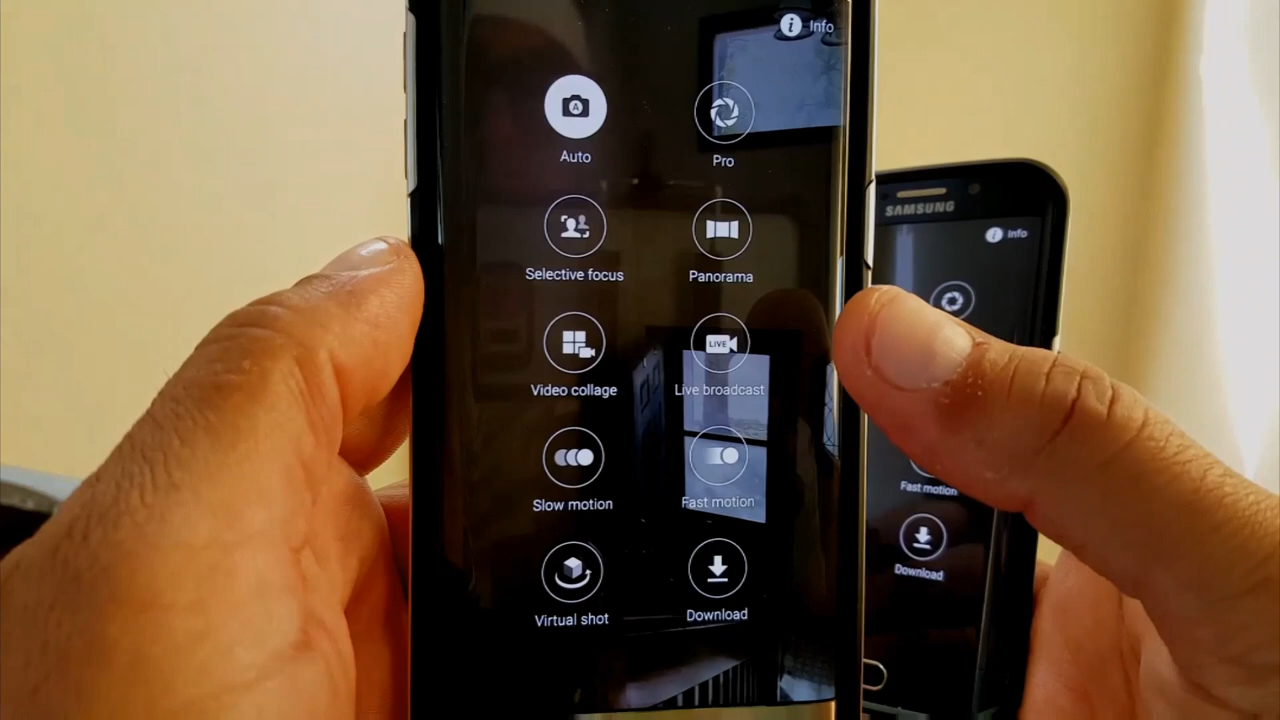 Info
Auto
Pro
Selective focus
Panorama
LIVE
Video collage
Live broadcast
Slow motion
Fast motion
Virtual shot
Download
SAMSUNG
Info
Fast motion
Download